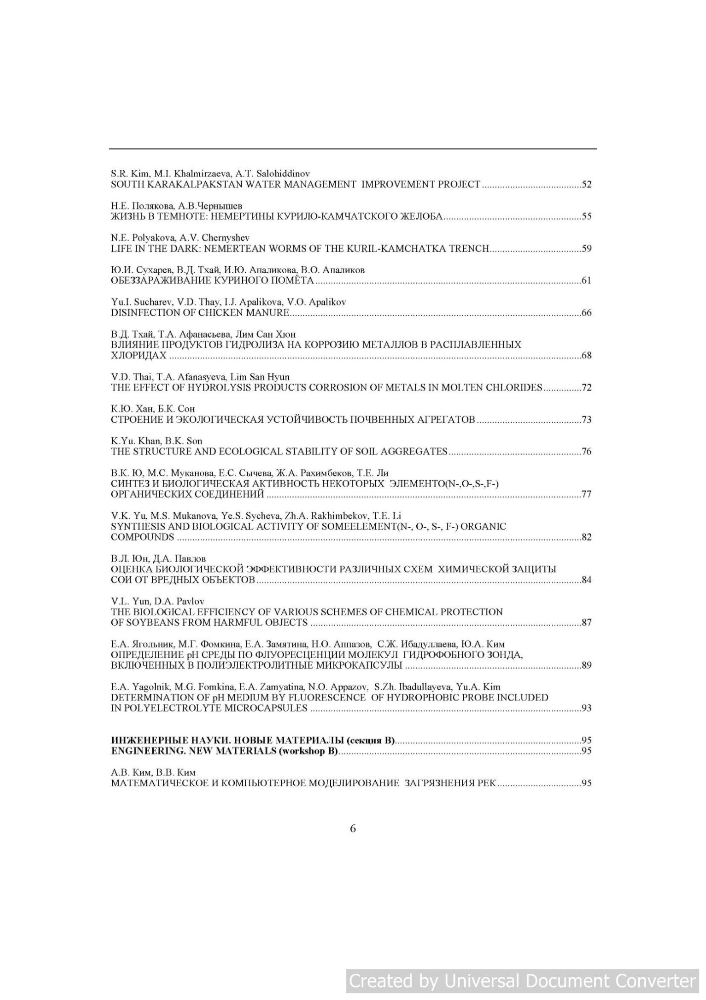 S.R. Kim, M.I. Khalmirzaeva, A.T. Salohiddinov
SOUTH KARAKALPAKSTAN WATER MANAGEMENT IMPROVEMENT PROJECT.......................................52
Н.Е. Полякова, А.В.Чернышев
ЖИЗНЬ В ТЕМНОТЕ: НЕМЕРТИНЫ КУРИЛО-КАМЧАТСКОГО ЖЕЛОБА......................................................55
N.E. Polyakova, A.V. Chernyshev
LIFE IN THE DARK: NEMERTEAN WORMS OF THE KURIL-KAMCHATKA TRENCH....................................59
Ю.И. Сухарев, В.Д. Тхай, И.Ю. Апаликова, В.О. Апаликов
ОБЕЗЗАРАЖИВАНИЕ КУРИНОГО ПОМЁТА........................................................................................................61
Yu.I. Sucharev, V.D. Thay, I.J. Apalikova, V.O. Apalikov
DISINFECTION OF CHICKEN MANURE..................................................................................................................66
В.Д. Тхай, Т.А. Афанасьева, Лим Сан Хюн
ВЛИЯНИЕ ПРОДУКТОВ ГИДРОЛИЗА НА КОРРОЗИЮ МЕТАЛЛОВ В РАСПЛАВЛЕННЫХ
ХЛОРИДАХ .................................................................................................................................................................68
V.D. Thai, T.A. Afanasyeva, Lim San Hyun
THE EFFECT OF HYDROLYSIS PRODUCTS CORROSION OF METALS IN MOLTEN CHLORIDES...............72
К.Ю. Хан, Б.К. Сон
СТРОЕНИЕ И ЭКОЛОГИЧЕСКАЯ УСТОЙЧИВОСТЬ ПОЧВЕННЫХ АГРЕГАТОВ.........................................73
K.Yu. Khan, B.K. Son
THE STRUCTURE AND ECOLOGICAL STABILITY OF SOIL AGGREGATES....................................................76
В.К. Ю, М.С. Муканова, Е.С. Сычева, Ж.А. Рахимбеков, Т.Е. Ли
СИНТЕЗ И БИОЛОГИЧЕСКАЯ АКТИВНОСТЬ НЕКОТОРЫХ ЭЛЕМЕНТО(N-,O-,S-,F-)
ОРГАНИЧЕСКИХ СОЕДИНЕНИЙ ...........................................................................................................................77
V.K. Yu, M.S. Mukanova, Ye.S. Sycheva, Zh.A. Rakhimbekov, T.E. Li
SYNTHESIS AND BIOLOGICAL ACTIVITY OF SOMEELEMENT(N-, O-, S-, F-) ORGANIC
COMPOUNDS ..............................................................................................................................................................82
В.Л. Юн, Д.А. Павлов
ОЦЕНКА БИОЛОГИЧЕСКОЙ ЭФФЕКТИВНОСТИ РАЗЛИЧНЫХ СХЕМ ХИМИЧЕСКОЙ ЗАЩИТЫ
СОИ ОТ ВРЕДНЫХ ОБЪЕКТОВ...............................................................................................................................84
V.L. Yun, D.A. Pavlov
THE BIOLOGICAL EFFICIENCY OF VARIOUS SCHEMES OF CHEMICAL PROTECTION
OF SOYBEANS FROM HARMFUL OBJECTS ..........................................................................................................87
Е.А. Ягольник, М.Г. Фомкина, Е.А. Замятина, Н.О. Аппазов, С.Ж. Ибадуллаева, Ю.А. Ким
ОПРЕДЕЛЕНИЕ рН СРЕДЫ ПО ФЛУОРЕСЦЕНЦИИ МОЛЕКУЛ ГИДРОФОБНОГО ЗОНДА,
ВКЛЮЧЕННЫХ В ПОЛИЭЛЕКТРОЛИТНЫЕ МИКРОКАПСУЛЫ .....................................................................89
E.A. Yagolnik, M.G. Fomkina, E.A. Zamyatina, N.O. Appazov, S.Zh. Ibadullayeva, Yu.A. Kim
DETERMINATION OF pH MEDIUM BY FLUORESCENCE OF HYDROPHOBIC PROBE INCLUDED
IN POLYELECTROLYTE MICROCAPSULES ..........................................................................................................93
ИНЖЕНЕРНЫЕ НАУКИ. НОВЫЕ МАТЕРИАЛЫ (секция В).........................................................................95
ENGINEERING. NEW MATERIALS (workshop B)...............................................................................................95
А.В. Ким, В.В. Ким
МАТЕМАТИЧЕСКОЕ И КОМПЬЮТЕРНОЕ МОДЕЛИРОВАНИЕ ЗАГРЯЗНЕНИЯ РЕК.................................95
6
Created by Universal Document Converter